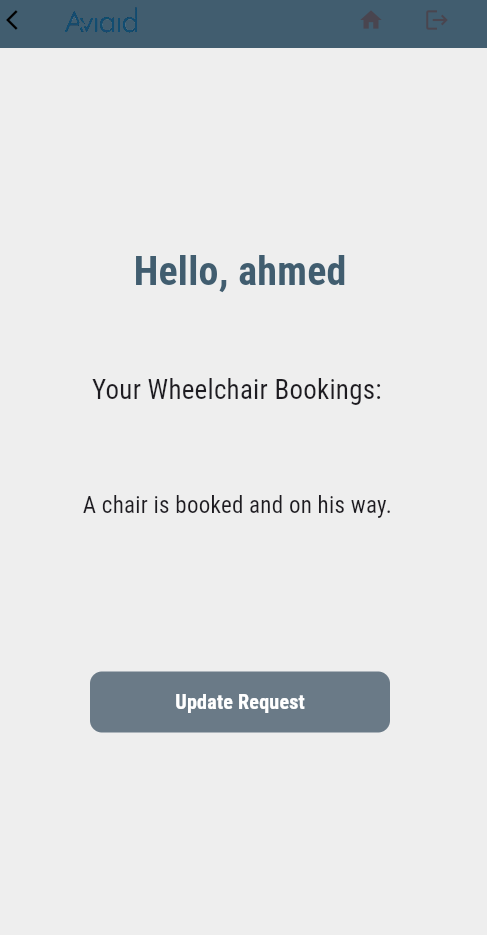 Aviaid
Hello, ahmed
Your Wheelchair Bookings:
A chair is booked and on his way.
Update Request